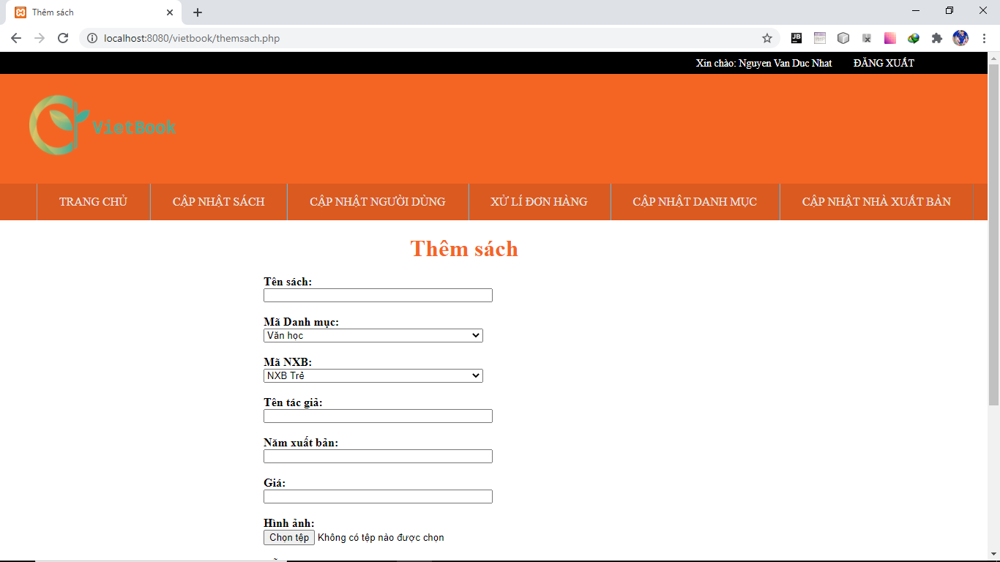 Thêm sách
localhost:8080/vietbook/themsach.php
Xin chào: Nguyen Van Duc Nhat ĐĂNG XUẤT
VietBook
TRANG CHỦ CẬP NHẬT SÁCH CẬP NHẬT NGƯỜI DÙNG XỬ LÍ ĐƠN HÀNG CẬP NHẬT DANH MỤC CẬP NHẬT NHÀ XUẤT BẢN
Thêm sách
Tên sách:
Mã Danh mục:
Văn học
Mã NXB:
NXB Trẻ
Tên tác giả:
Năm xuất bản:
Giá:
Hình ảnh:
Chọn tệp Không có tệp nào được chọn